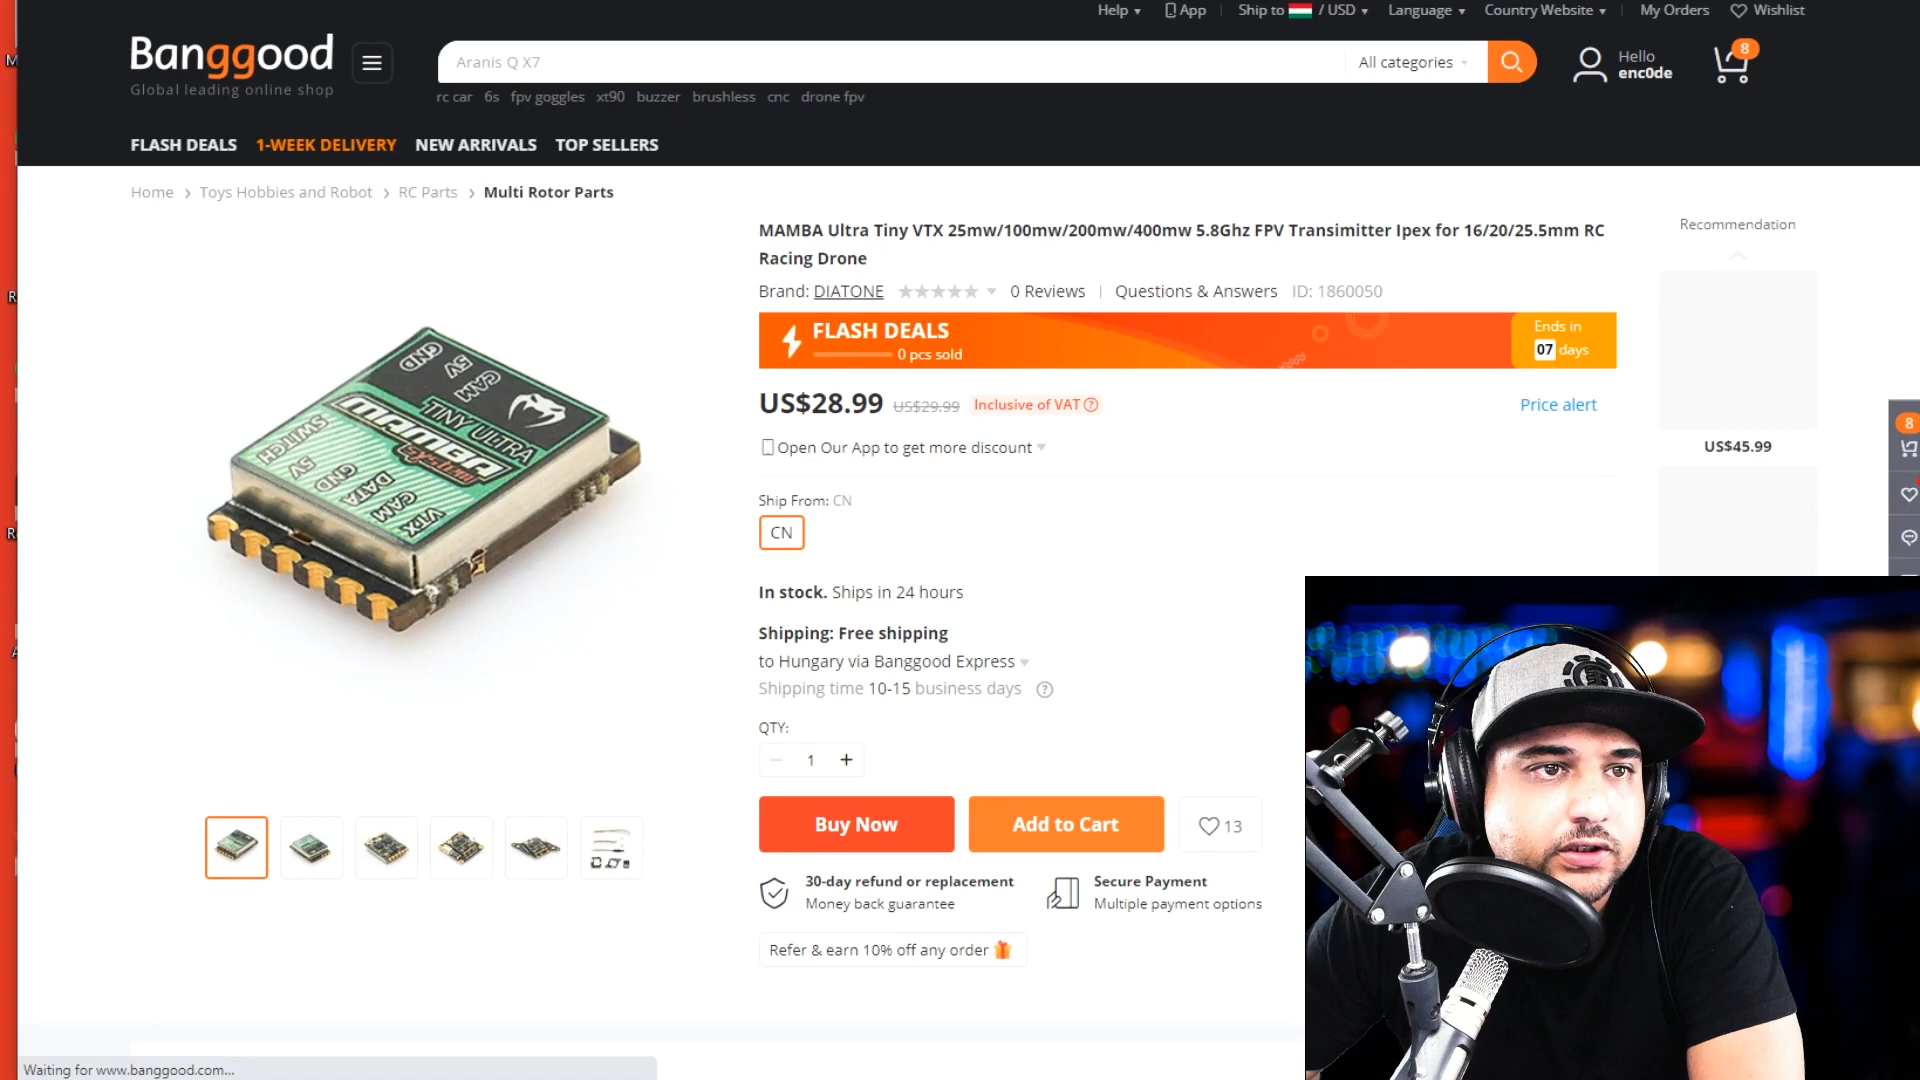 Help
App
Ship to / USD
Language
Country Website
My Orders
Wishlist
Banggood
Global leading online shop
Aranis Q X7
All categories
Hello
enc0de
8
rc car 6s fpv goggles xt90 buzzer brushless cnc drone fpv
FLASH DEALS 1-WEEK DELIVERY NEW ARRIVALS TOP SELLERS
Home > Toys Hobbies and Robot > RC Parts > Multi Rotor Parts
MAMBA Ultra Tiny VTX 25mw/100mw/200mw/400mw 5.8Ghz FPV Transimitter Ipex for 16/20/25.5mm RC
Racing Drone
Brand: DIATONE
0 Reviews
Questions & Answers
ID: 1860050
FLASH DEALS
0 pcs sold
Ends in
07 days
US$28.99 US$29.99 Inclusive of VAT
Price alert
Open Our App to get more discount
Ship From: CN
CN
In stock. Ships in 24 hours
Shipping: Free shipping
to Hungary via Banggood Express
Shipping time 10-15 business days
QTY:
1
Buy Now
Add to Cart
13
30-day refund or replacement
Money back guarantee
Secure Payment
Multiple payment options
Refer & earn 10% off any order
Recommendation
US$45.99
8
GND
5V
CAM
TINY ULTRA
MAMBA
System
SWITCH
5V
GND
DATA
CAM
VTX
Waiting for www.banggood.com...